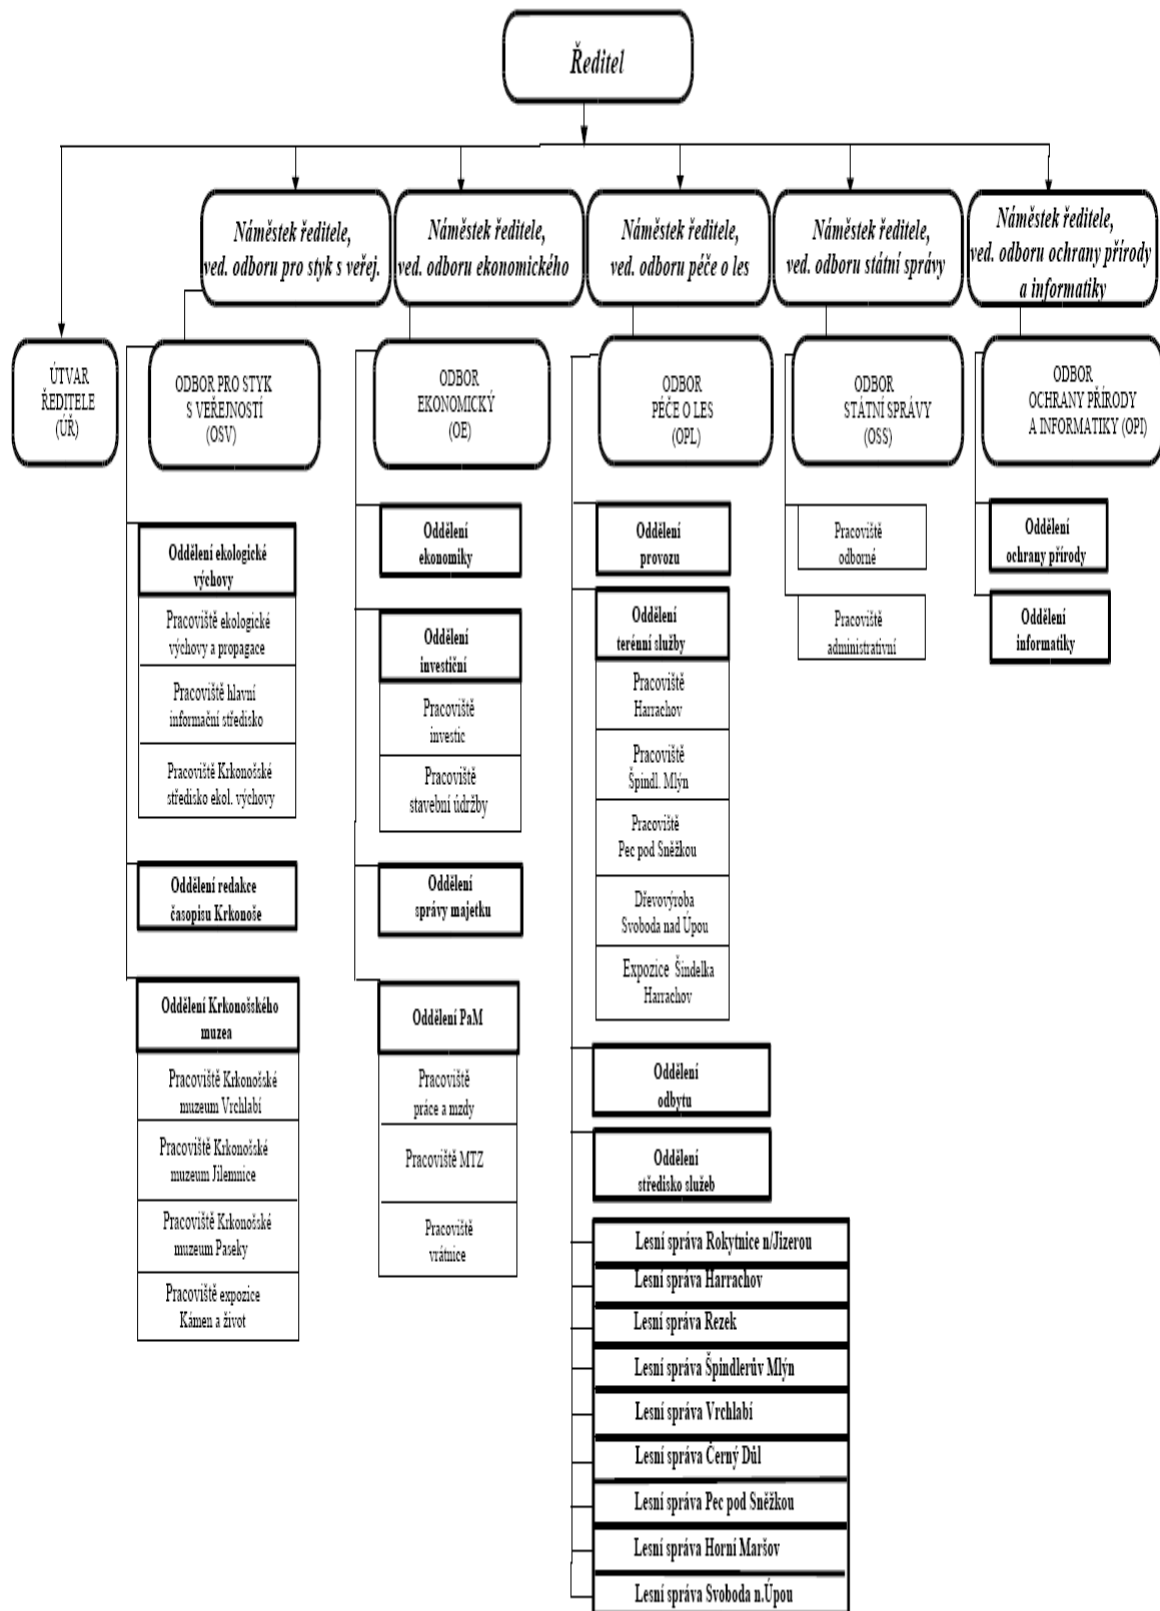 Ředitel
Náměstek ředitele,
ved. odboru pro styk s veřej.
Náměstek ředitele,
ved. odboru ekonomického
Náměstek ředitele,
ved. odboru péče o les
Náměstek ředitele,
ved. odboru státní správy
Náměstek ředitele,
ved. odboru ochrany přírody
a informatiky
ÚTVAR
ŘEDITELE
(ÚŘ)
ODBOR PRO STYK
S VEŘEJNOSTÍ
(OSV)
ODBOR
EKONOMICKÝ
(OE)
ODBOR
PÉČE O LES
(OPL)
ODBOR
STÁTNÍ SPRÁVY
(OSS)
ODBOR
OCHRANY PŘÍRODY
A INFORMATIKY (OPI)
Oddělení ekologické
výchovy
Pracoviště ekologické
výchovy a propagace
Pracoviště hlavní
informační středisko
Pracoviště Krkonošské
středisko ekol. výchovy
Oddělení redakce
časopisu Krkonoše
Oddělení Krkonošského
muzea
Pracoviště Krkonošské
muzeum Vrchlabí
Pracoviště Krkonošské
muzeum Jilemnice
Pracoviště Krkonošské
muzeum Paseky
Pracoviště expozice
Kámen a život
Oddělení
ekonomiky
Oddělení
investiční
Pracoviště
investic
Pracoviště
stavební údržby
Oddělení
správy majetku
Oddělení PaM
Pracoviště
práce a mzdy
Pracoviště MTZ
Pracoviště
vrátnice
Oddělení
provozu
Oddělení
terénní služby
Pracoviště
Harrachov
Pracoviště
Špindl. Mlýn
Pracoviště
Pec pod Sněžkou
Dřevovýroba
Svoboda nad Úpou
Expozice Šindelka
Harrachov
Oddělení
odbytu
Oddělení
středisko služeb
Lesní správa Rokytnice n/Jizerou
Lesní správa Harrachov
Lesní správa Rezek
Lesní správa Špindlerův Mlýn
Lesní správa Vrchlabí
Lesní správa Černý Důl
Lesní správa Pec pod Sněžkou
Lesní správa Horní Maršov
Lesní správa Svoboda n.Úpou
Pracoviště
odborné
Pracoviště
administrativní
Oddělení
ochrany přírody
Oddělení
informatiky